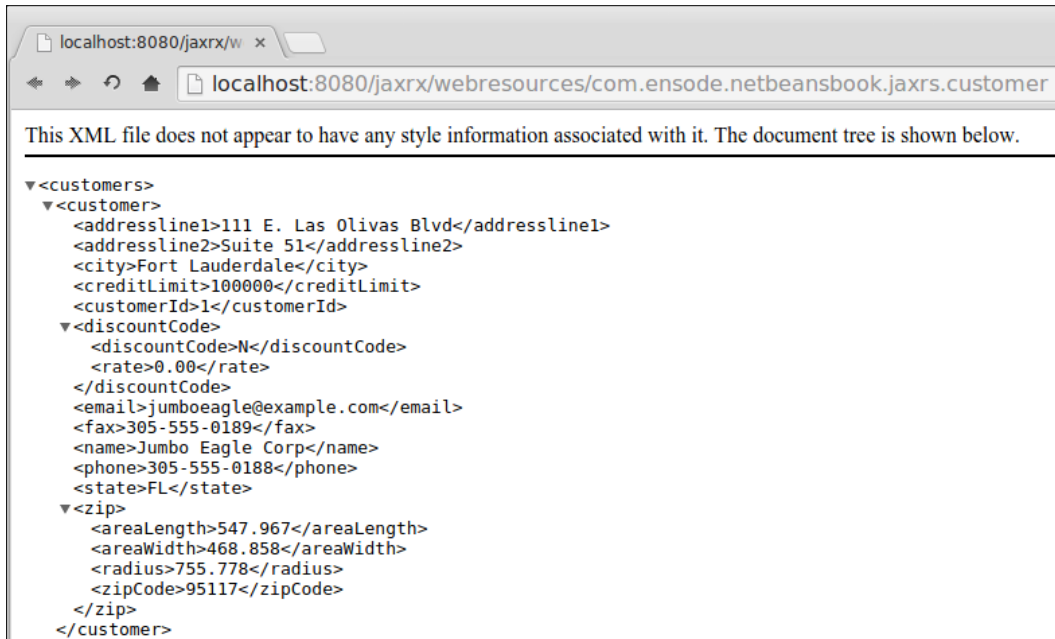 localhost:8080/jaxrx/w
localhost:8080/jaxrx/webresources/com.ensode.netbeansbook.jaxrs.customer
This XML file does not appear to have any style information associated with it. The document tree is shown below.
▼<customers>
▼<customer>
<addressline1>111 E. Las Olivas Blvd</addressline1>
<addressline2>Suite 51</addressline2>
<city>Fort Lauderdale</city>
<creditLimit>100000</creditLimit>
<customerId>1</customerId>
▼<discountCode>
<discountCode>N</discountCode>
<rate>0.00</rate>
</discountCode>
<email>jumboeagle@example.com</email>
<fax>305-555-0189</fax>
<name>Jumbo Eagle Corp</name>
<phone>305-555-0188</phone>
<state>FL</state>
▼<zip>
<areaLength>547.967</areaLength>
<areaWidth>468.858</areaWidth>
<radius>755.778</radius>
<zipCode>95117</zipCode>
</zip>
</customer>